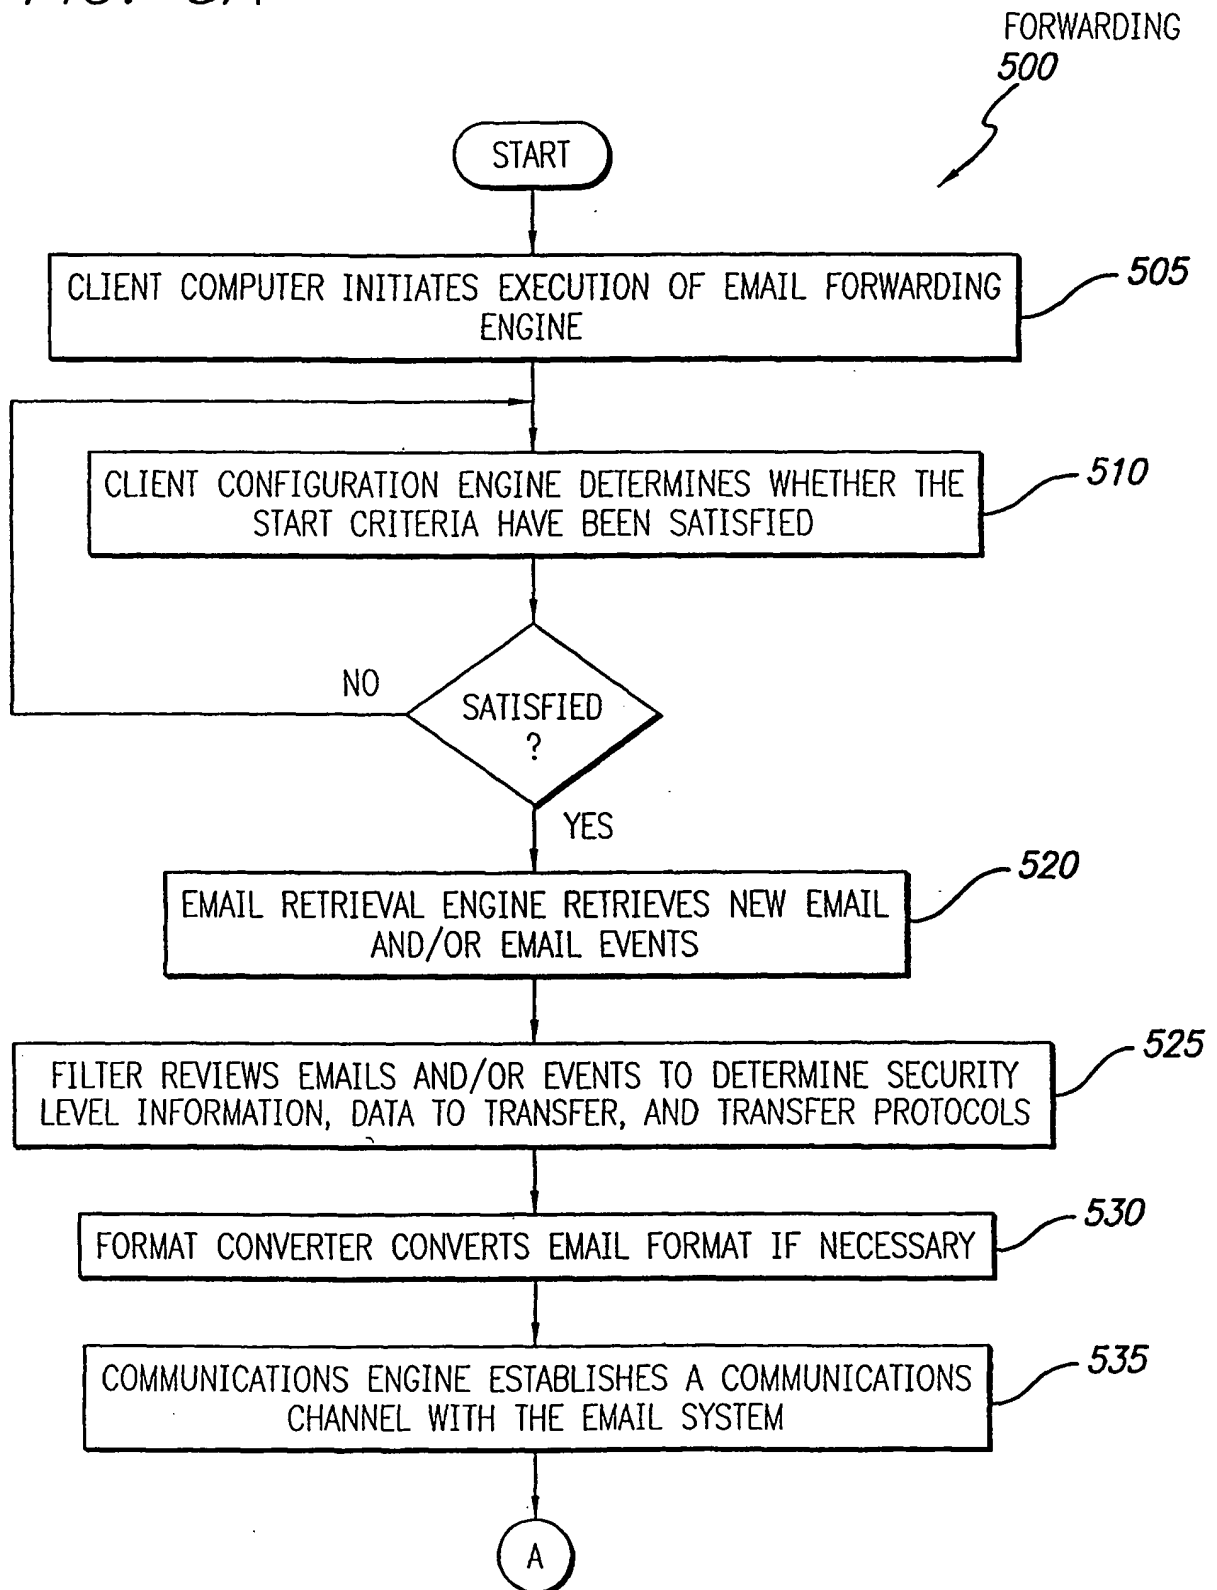 FORWARDING
500
START
CLIENT COMPUTER INITIATES EXECUTION OF EMAIL FORWARDING
ENGINE
505
CLIENT CONFIGURATION ENGINE DETERMINES WHETHER THE
START CRITERIA HAVE BEEN SATISFIED
510
NO
SATISFIED
?
YES
EMAIL RETRIEVAL ENGINE RETRIEVES NEW EMAIL
AND/OR EMAIL EVENTS
520
FILTER REVIEWS EMAILS AND/OR EVENTS TO DETERMINE SECURITY
LEVEL INFORMATION, DATA TO TRANSFER, AND TRANSFER PROTOCOLS
525
FORMAT CONVERTER CONVERTS EMAIL FORMAT IF NECESSARY
530
COMMUNICATIONS ENGINE ESTABLISHES A COMMUNICATIONS
CHANNEL WITH THE EMAIL SYSTEM
535
A